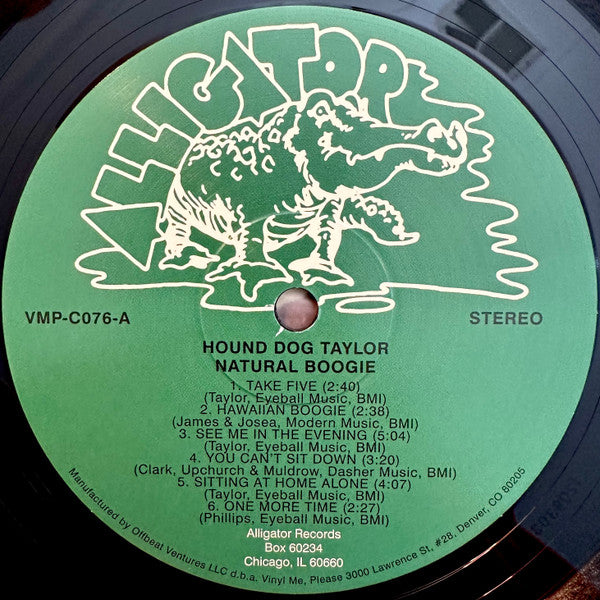 ALLIGATOR
VMP-C076-A
STEREO
HOUND DOG TAYLOR
NATURAL BOOGIE
1. TAKE FIVE (2:40)
(Taylor, Eyeball Music, BMI)
2. HAWAIIAN BOOGIE (2:38)
(James & Josea, Modern Music, BMI)
3. SEE ME IN THE EVENING (5:04)
(Taylor, Eyeball Music, BMI)
4. YOU CAN'T SIT DOWN (3:20)
(Clark, Upchurch & Muldrow, Dasher Music, BMI)
5. SITTING AT HOME ALONE (4:07)
(Taylor, Eyeball Music, BMI)
6. ONE MORE TIME (2:27)
(Phillips, Eyeball Music, BMI)
Alligator Records
Box 60234
Chicago, IL 60660
Manufactured by Offbeat Ventures LLC d.b.a. Vinyl Me, Please 3000 Lawrence St, #28. Denver, CO 80205